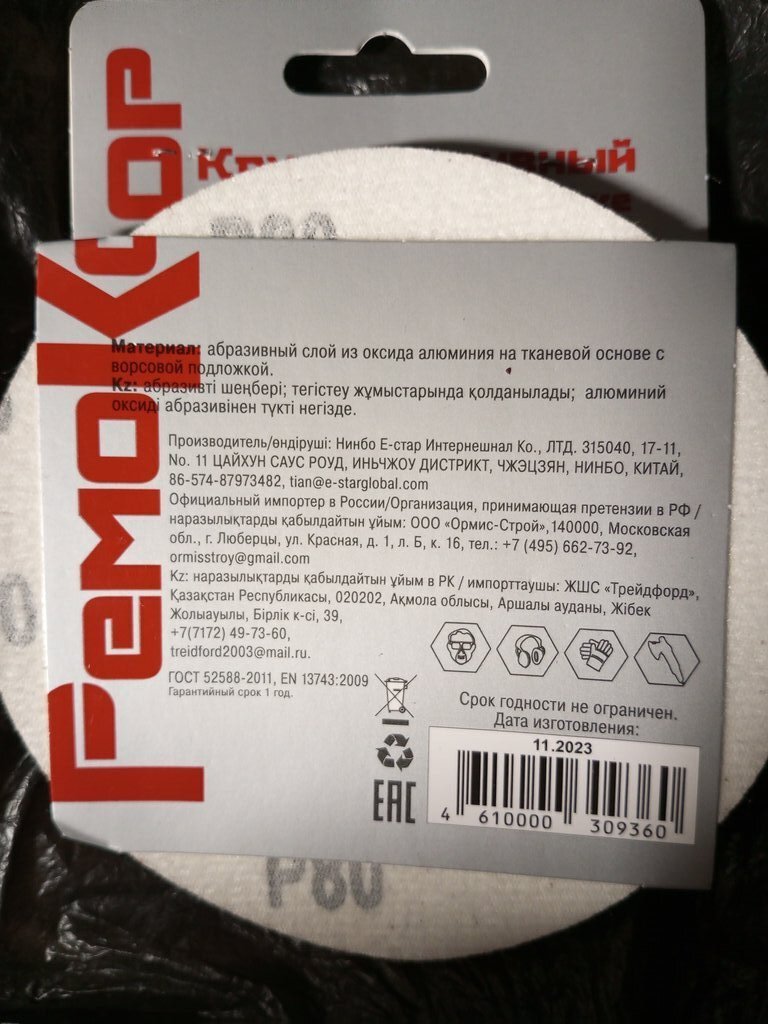 РемоКор
P80
Материал: абразивный слой из оксида алюминия на тканевой основе с
ворсовой подложкой.
Kz: абразивті шеңбері; тегістеу жұмыстарында қолданылады; алюминий
оксиді абразивінен түкті негізде.
Производитель/өндіруші: Нинбо Е-стар Интернешнал Ко., ЛТД. 315040, 17-11,
No. 11 ЦАЙХУН САУС РОУД, ИНЬЧЖОУ ДИСТРИКТ, ЧЖЭЦЗЯН, НИНБО, КИТАЙ,
86-574-87973482, tian@e-starglobal.com
Официальный импортер в России/Организация, принимающая претензии в РФ /
наразылықтарды қабылдайтын ұйым: ООО «Ормис-Строй»,140000, Московская
обл., г. Люберцы, ул. Красная, д. 1, л. Б, к. 16, тел.: +7 (495) 662-73-92,
ormisstroy@gmail.com
Kz: наразылықтарды қабылдайтын ұйым в РК / импорттаушы: ЖШС «Трейдфорд»,
Қазақстан Республикасы, 020202, Ақмола облысы, Аршалы ауданы, Жібек
Жолыауылы, Бірлік к-сі, 39,
+7(7172) 49-73-60,
treidford2003@mail.ru.
ГОСТ 52588-2011, EN 13743:2009
Гарантийный срок 1 год.
Срок годности не ограничен.
Дата изготовления:
11.2023
EAC
4 610000 309360
P80